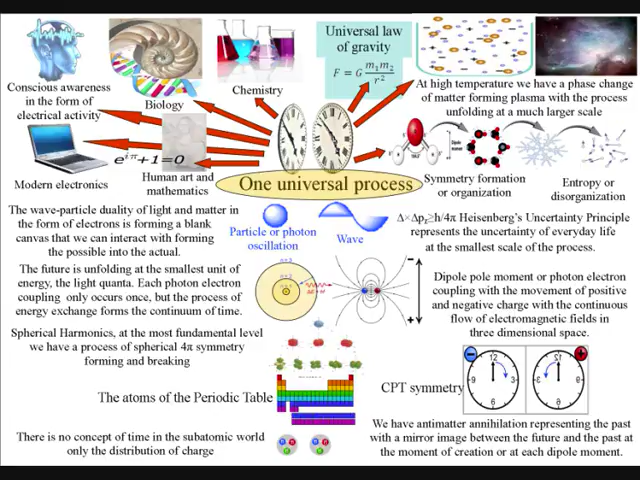 Universal law
of gravity
F = G m₁m₂ / r²
Conscious awareness
in the form of
electrical activity
Biology
Chemistry
At high temperature we have a phase change
of matter forming plasma with the process
unfolding at a much larger scale
Modern electronics
e^iπ+1=0
Human art and
mathematics
One universal process
Symmetry formation
or organization
Entropy or
disorganization
The wave-particle duality of light and matter in
the form of electrons is forming a blank
canvas that we can interact with forming
the possible into the actual.
Particle or photon
oscillation
Wave
Δ×Δpₓ≥h/4π Heisenberg's Uncertainty Principle
represents the uncertainty of everyday life
at the smallest scale of the process.
The future is unfolding at the smallest unit of
energy, the light quanta. Each photon electron
coupling only occurs once, but the process of
energy exchange forms the continuum of time.
Dipole pole moment or photon electron
coupling with the movement of positive
and negative charge with the continuous
flow of electromagnetic fields in
three dimensional space.
Spherical Harmonics, at the most fundamental level
we have a process of spherical 4π symmetry
forming and breaking
The atoms of the Periodic Table
CPT symmetry
12
3
6
9
12
3
6
9
There is no concept of time in the subatomic world
only the distribution of charge
We have antimatter annihilation representing the past
with a mirror image between the future and the past at
the moment of creation or at each dipole moment.